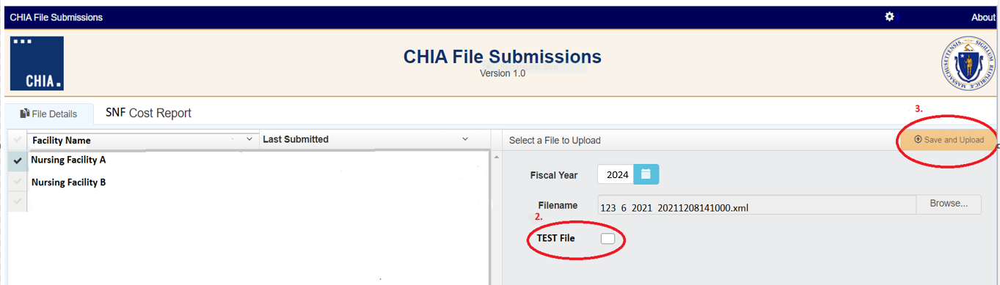 CHIA File Submissions
About
CHIA.
CHIA File Submissions
Version 1.0
File Details
SNF Cost Report
3.
Facility Name
Last Submitted
Select a File to Upload
Save and Upload
Nursing Facility A
Nursing Facility B
Fiscal Year
2024
Filename
123 6 2021 20211208141000.xml
Browse...
2.
TEST File